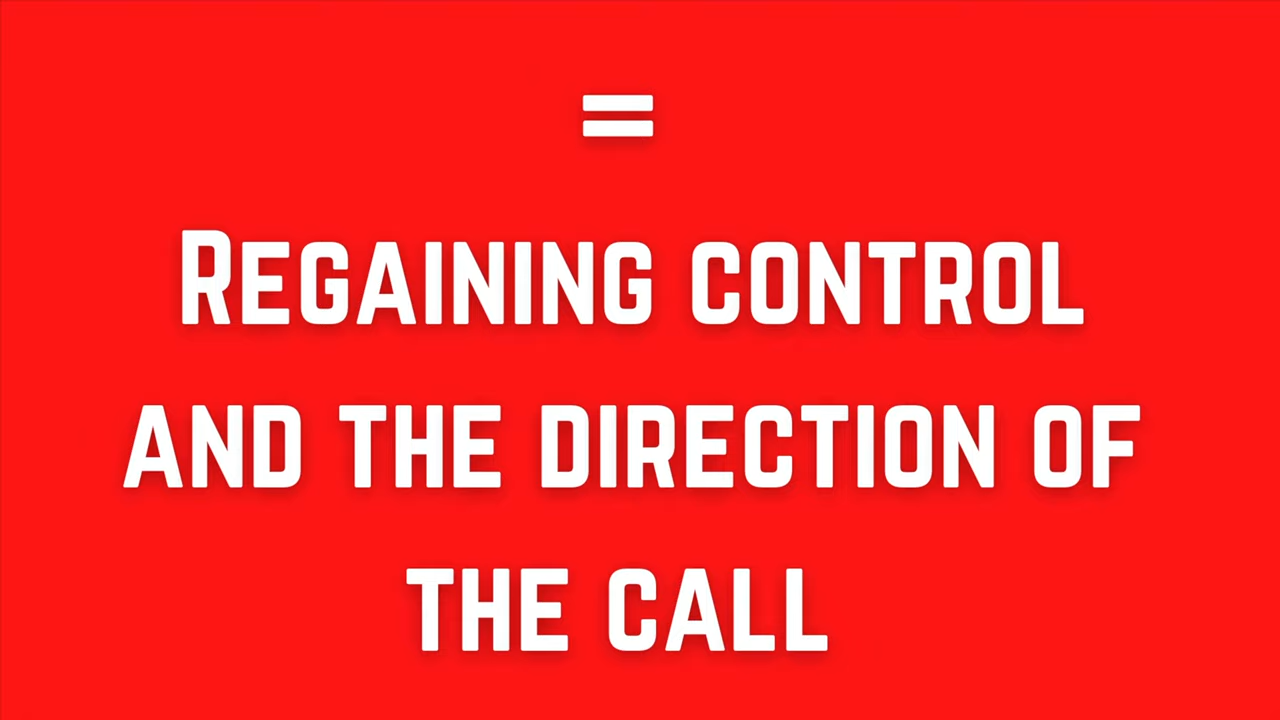 =
Regaining control
and the direction of
the call